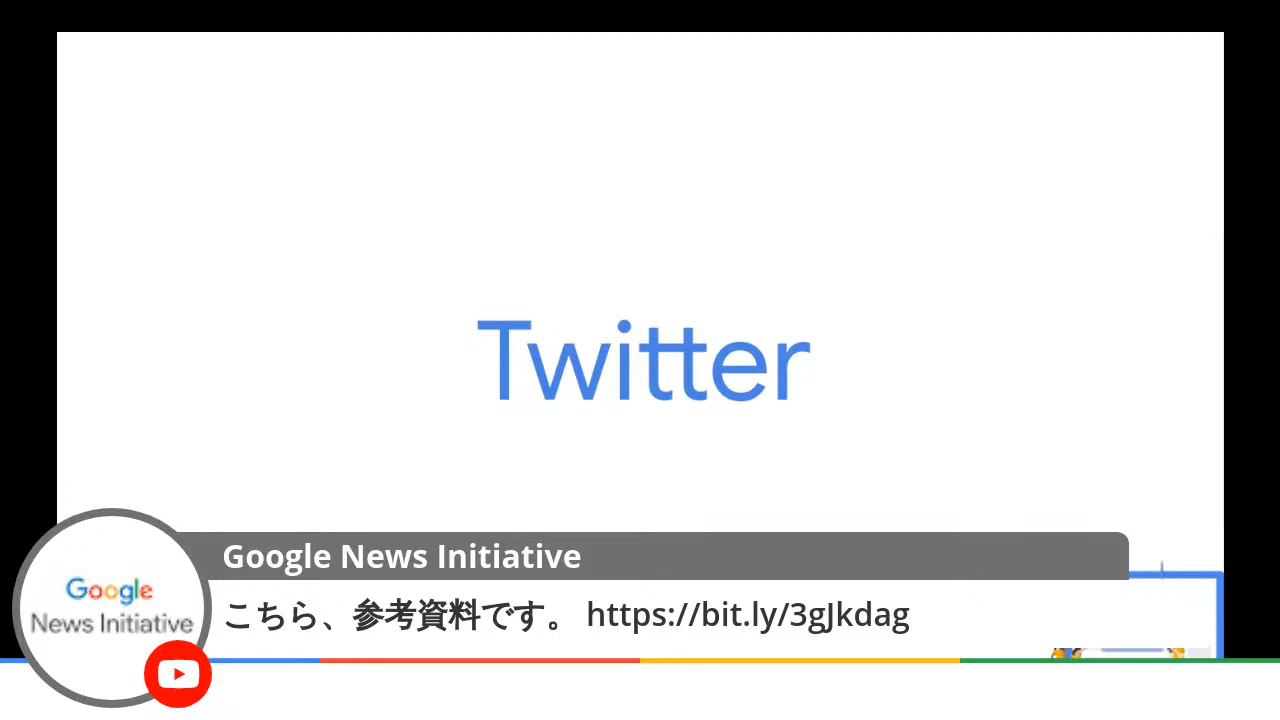 Twitter
Google News Initiative
Google
News Initiative
こちら、参考資料です。 https://bit.ly/3gJkdag